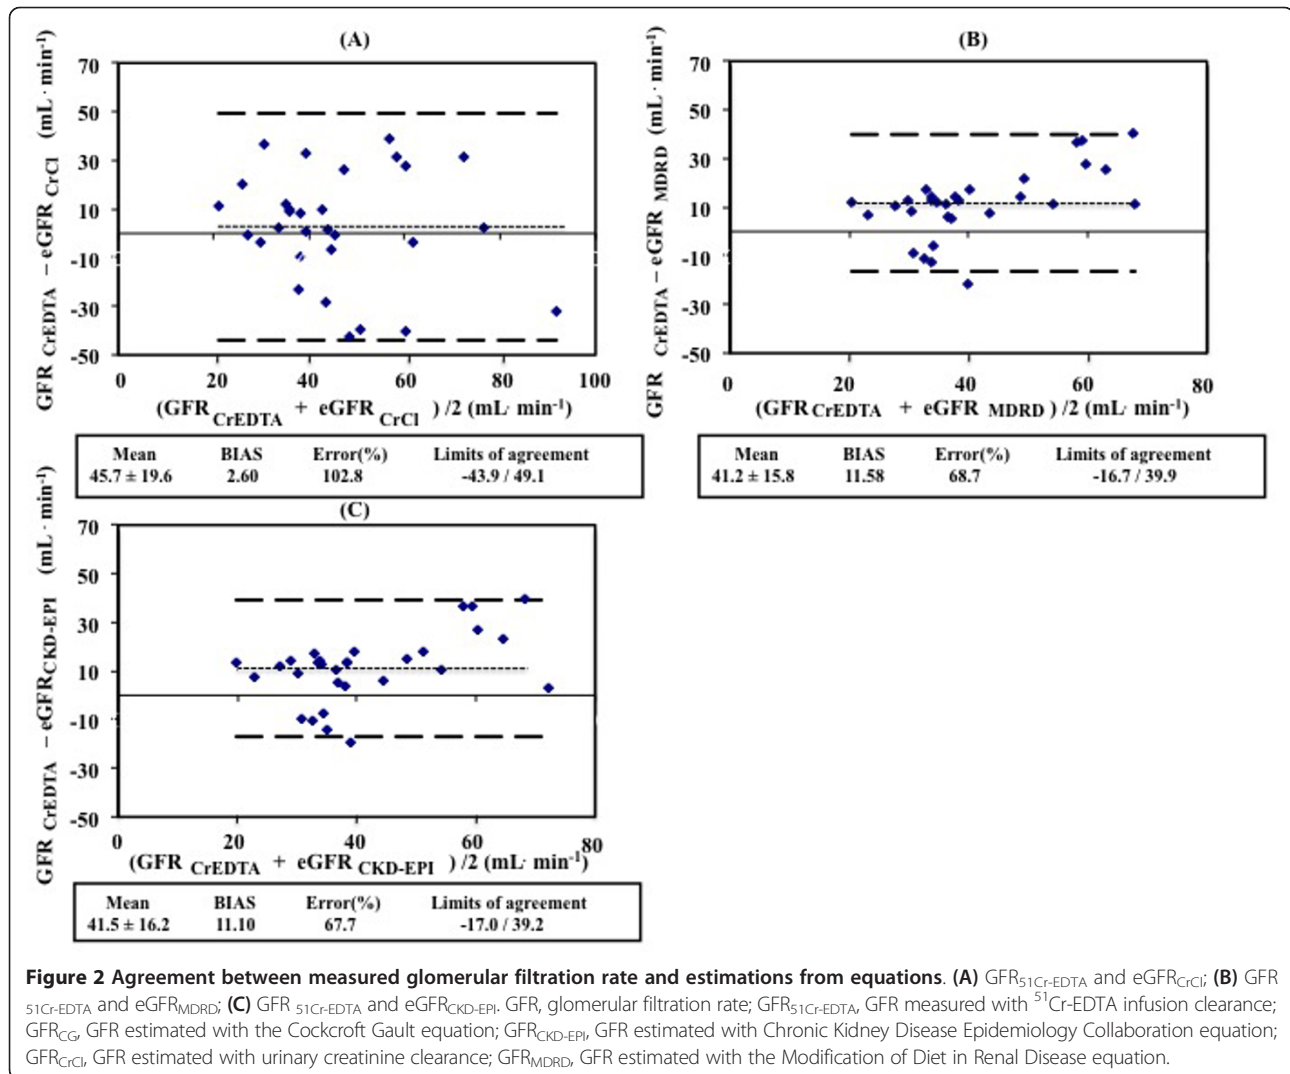 (A)
GFR CrEDTA – eGFR CrCl (mL · min⁻¹)
70
50
30
10
-10
-30
-50
0 20 40 60 80 100
(GFR CrEDTA + eGFR CrCl ) /2 (mL· min⁻¹)
Mean BIAS Error(%) Limits of agreement
45.7 ± 19.6 2.60 102.8 -43.9 / 49.1
(B)
GFR CrEDTA – eGFR MDRD (mL · min⁻¹)
70
50
30
10
-10
-30
-50
0 20 40 60 80
(GFR CrEDTA + eGFR MDRD ) /2 (mL· min⁻¹)
Mean BIAS Error(%) Limits of agreement
41.2 ± 15.8 11.58 68.7 -16.7 / 39.9
(C)
GFR CrEDTA – eGFR CKD-EPI (mL · min⁻¹)
70
50
30
10
-10
-30
-50
0 20 40 60 80
(GFR CrEDTA + eGFR CKD-EPI ) /2 (mL· min⁻¹)
Mean BIAS Error(%) Limits of agreement
41.5 ± 16.2 11.10 67.7 -17.0 / 39.2
Figure 2 Agreement between measured glomerular filtration rate and estimations from equations. (A) GFR51Cr-EDTA and eGFRCrCl; (B) GFR
51Cr-EDTA and eGFRMDRD; (C) GFR 51Cr-EDTA and eGFRCKD-EPI. GFR, glomerular filtration rate; GFR51Cr-EDTA, GFR measured with ⁵¹Cr-EDTA infusion clearance;
GFRCG, GFR estimated with the Cockcroft Gault equation; GFRCKD-EPI, GFR estimated with Chronic Kidney Disease Epidemiology Collaboration equation;
GFRCrCl, GFR estimated with urinary creatinine clearance; GFRMDRD, GFR estimated with the Modification of Diet in Renal Disease equation.